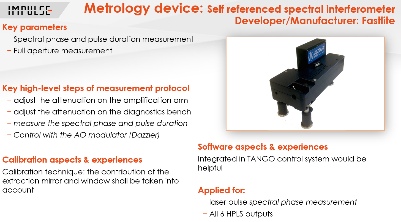 IMPULSE
Metrology device: Self referenced spectral interferometer
Developer/Manufacturer: Fastlite
Key parameters
– Spectral phase and pulse duration measurement
– Full aperture measurement
Key high-level steps of measurement protocol
– adjust the attenuation on the amplification arm
– adjust the attenuation on the diagnostics bench
– measure the spectral phase and pulse duration
– Control with the AO modulator (Dazzler)
Calibration aspects & experiences
Calibration technique: the contribution of the
extraction mirror and window shall be taken into
account
Software aspects & experiences
Integrated in TANGO control system would be
helpful
Applied for:
– laser pulse spectral phase measurement
– All 6 HPLS outputs